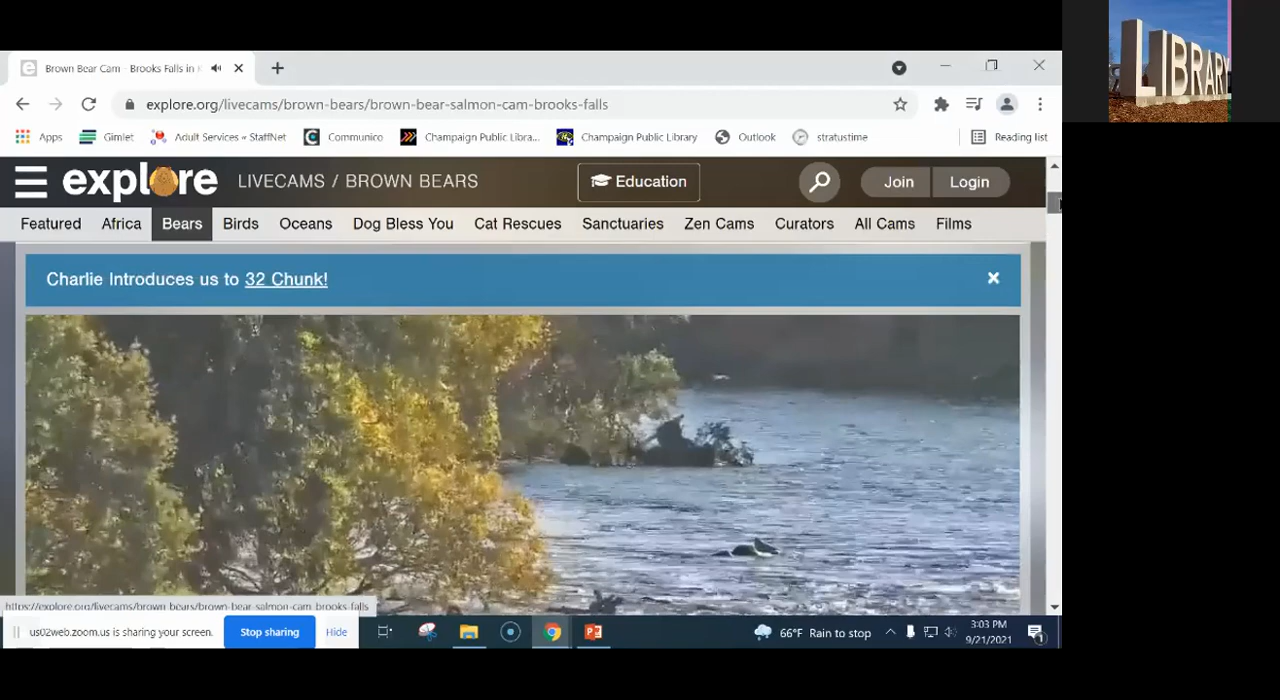 Brown Bear Cam - Brooks Falls in
explore.org/livecams/brown-bears/brown-bear-salmon-cam-brooks-falls
Apps Gimlet Adult Services « StaffNet Communico Champaign Public Libra... Champaign Public Library Outlook stratustime Reading list
explore LIVECAMS / BROWN BEARS Education Join Login
Featured Africa Bears Birds Oceans Dog Bless You Cat Rescues Sanctuaries Zen Cams Curators All Cams Films
Charlie Introduces us to 32 Chunk!
https://explore.org/livecams/brown-bears/brown-bear-salmon-cam-brooks-falls
us02web.zoom.us is sharing your screen. Stop sharing Hide
66°F Rain to stop
3:03 PM
9/21/2021
LIBRARY